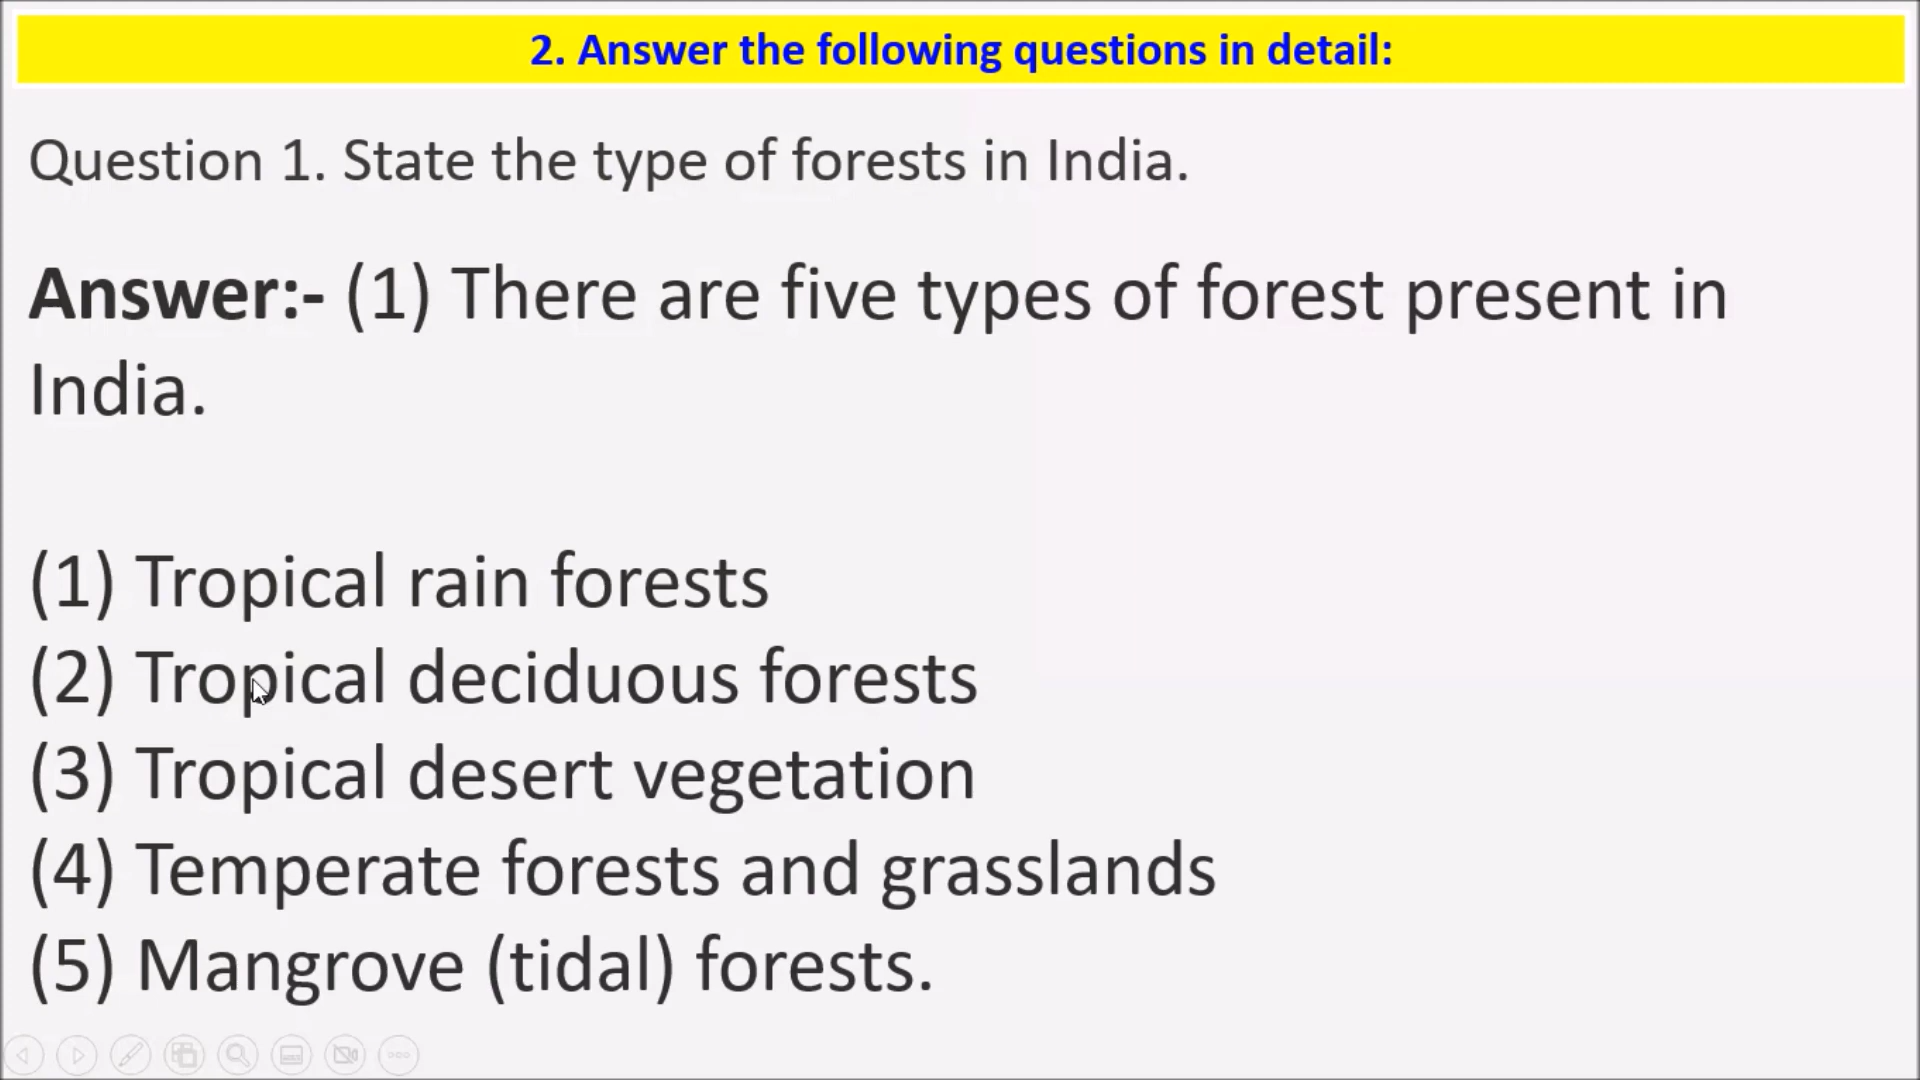 2. Answer the following questions in detail:
Question 1. State the type of forests in India.
Answer:- (1) There are five types of forest present in
India.
(1) Tropical rain forests
(2) Tropical deciduous forests
(3) Tropical desert vegetation
(4) Temperate forests and grasslands
(5) Mangrove (tidal) forests.